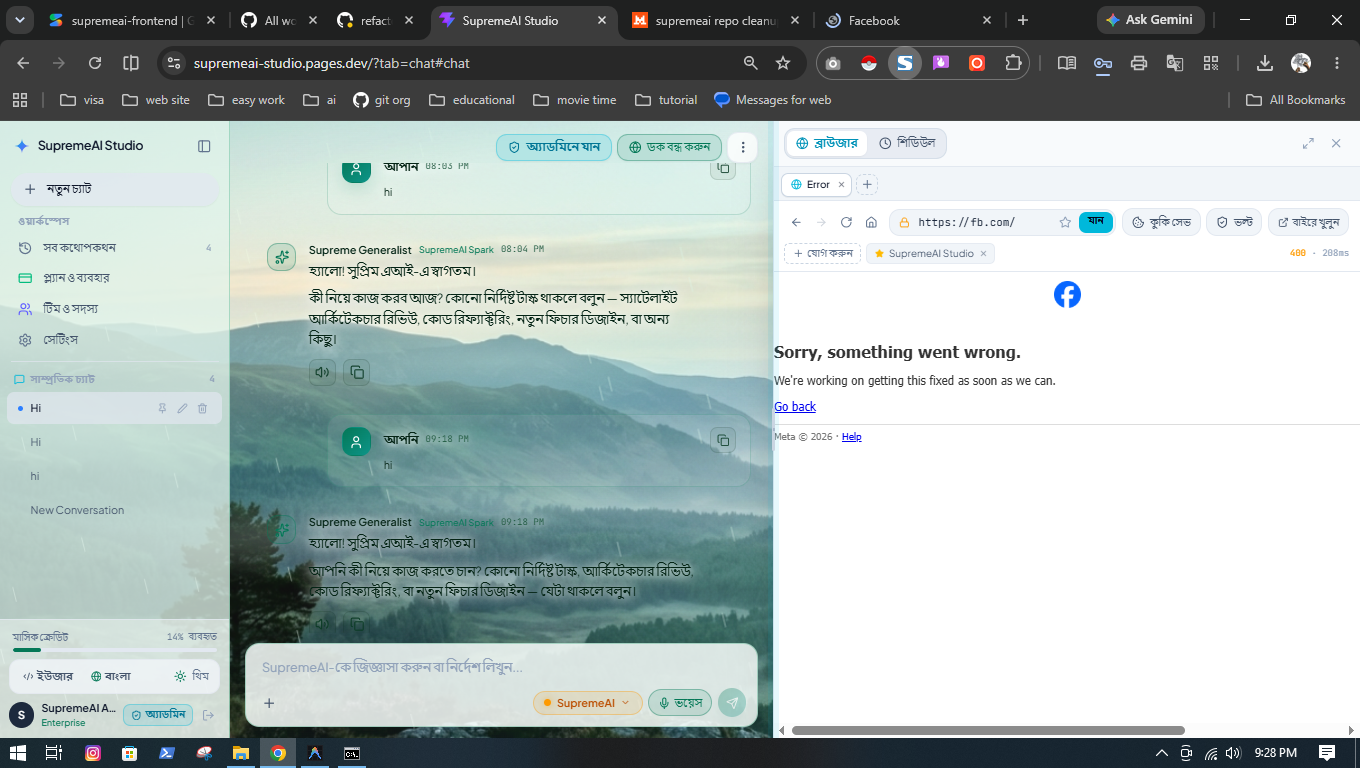 supremeai-frontend | G
All wo
refact
SupremeAI Studio
supremeai repo cleanu
Facebook
Ask Gemini
supremeai-studio.pages.dev/?tab=chat#chat
visa
web site
easy work
ai
git org
educational
movie time
tutorial
Messages for web
All Bookmarks
SupremeAI Studio
নতুন চ্যাট
ওয়ার্কস্পেস
সব কথোপকথন 4
প্ল্যান ও ব্যবহার
টিম ও সদস্য
সেটিংস
সাম্প্রতিক চ্যাট 4
Hi
Hi
hi
New Conversation
মাসিক ক্রেডিট 14% ব্যবহৃত
ইউজার বাংলা থিম
SupremeAI A...
Enterprise
অ্যাডমিন
অ্যাডমিনে যান ডক বন্ধ করুন
আপনি 08:03 PM
hi
Supreme Generalist SupremeAI Spark 08:04 PM
হ্যালো! সুপ্রিম এআই-এ স্বাগতম।
কী নিয়ে কাজ করব আজ? কোনো নির্দিষ্ট টাস্ক থাকলে বলুন — স্যাটেলাইট
আর্কিটেকচার রিভিউ, কোড রিফ্যাক্টরিং, নতুন ফিচার ডিজাইন, বা অন্য
কিছু।
আপনি 09:18 PM
hi
Supreme Generalist SupremeAI Spark 09:18 PM
হ্যালো! সুপ্রিম এআই-এ স্বাগতম।
আপনি কী নিয়ে কাজ করতে চান? কোনো নির্দিষ্ট টাস্ক, আর্কিটেকচার রিভিউ,
কোড রিফ্যাক্টরিং, বা নতুন ফিচার ডিজাইন — যেটা থাকলে বলুন।
SupremeAI-কে জিজ্ঞাসা করুন বা নির্দেশ লিখুন...
SupremeAI
ভয়েস
ব্রাউজার শিডিউল
Error
https://fb.com/
যান
কুকি সেভ
ভল্ট
বাইরে খুলুন
যোগ করুন
SupremeAI Studio
400 · 208ms
Sorry, something went wrong.
We're working on getting this fixed as soon as we can.
Go back
Meta © 2026 · Help
9:28 PM